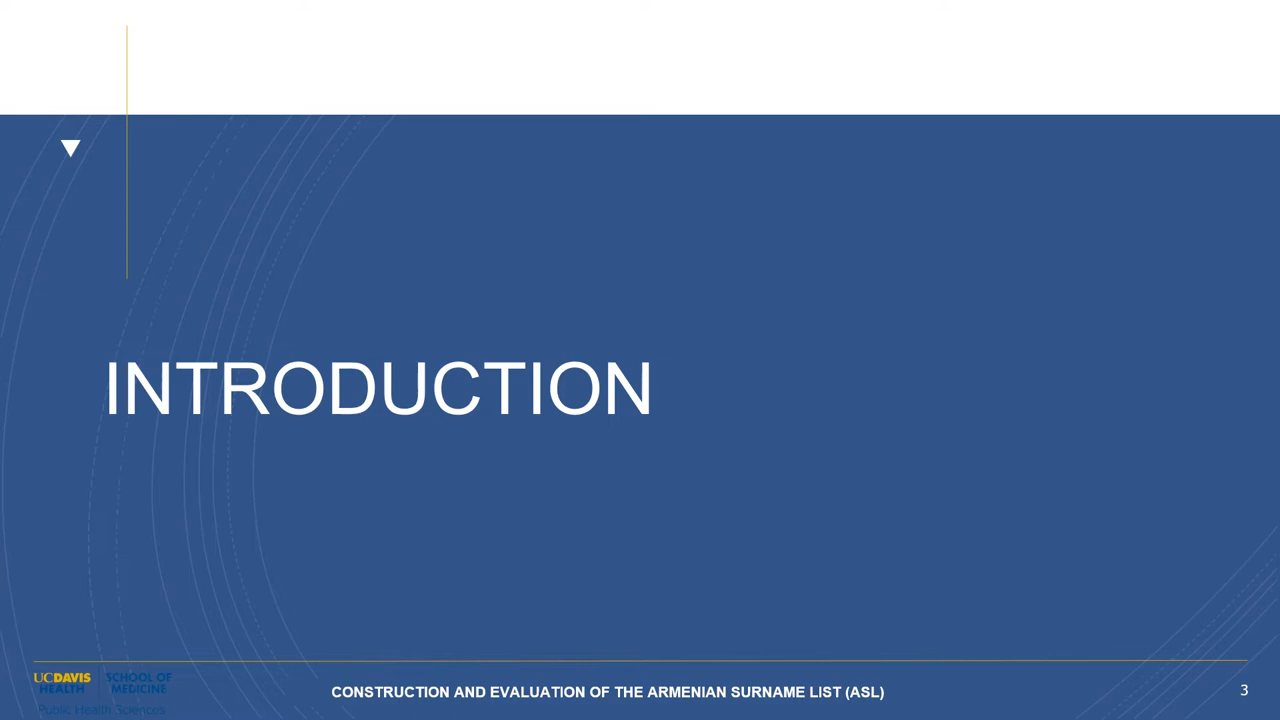 INTRODUCTION
UCDAVIS HEALTH
SCHOOL OF MEDICINE
Public Health Sciences
CONSTRUCTION AND EVALUATION OF THE ARMENIAN SURNAME LIST (ASL)
3